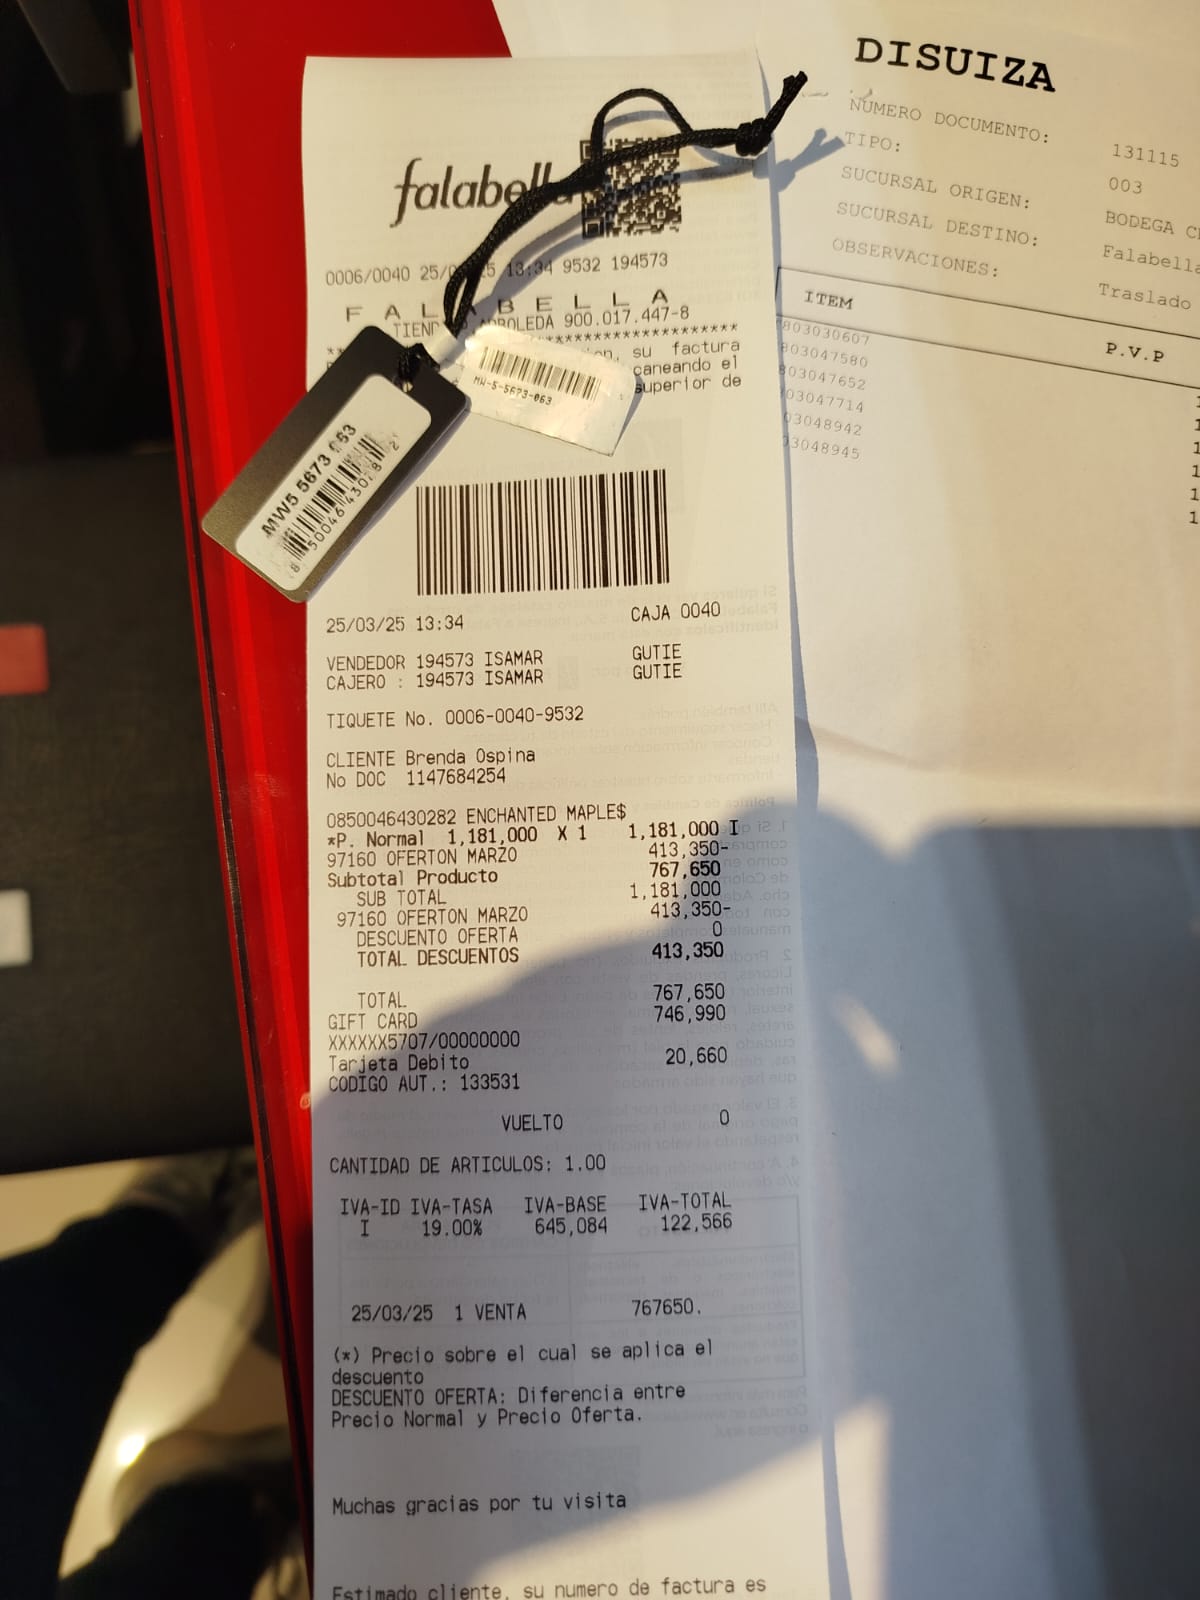 falabella
0006/0040 25/ 13:34 9532 194573
FALABELLA
900.017.447-8
su factura
caneando el
superior de
MW-5-5673-063
MW5 5673 063
25/03/25 13:34 CAJA 0040
VENDEDOR 194573 ISAMAR GUTIE
CAJERO : 194573 ISAMAR GUTIE
TIQUETE No. 0006-0040-9532
CLIENTE Brenda Ospina
No DOC 1147684254
0850046430282 ENCHANTED MAPLE$
*P. Normal 1,181,000 X 1 1,181,000 I
97160 OFERTON MARZO 413,350-
Subtotal Producto 767,650
SUB TOTAL 1,181,000
97160 OFERTON MARZO 413,350-
DESCUENTO OFERTA 0
TOTAL DESCUENTOS 413,350
TOTAL 767,650
GIFT CARD 746,990
XXXXXX5707/00000000
Tarjeta Debito 20,660
CODIGO AUT.: 133531
VUELTO 0
CANTIDAD DE ARTICULOS: 1.00
IVA-ID IVA-TASA IVA-BASE IVA-TOTAL
I 19.00% 645,084 122,566
25/03/25 1 VENTA 767650.
(*) Precio sobre el cual se aplica el
descuento
DESCUENTO OFERTA: Diferencia entre
Precio Normal y Precio Oferta.
Muchas gracias por tu visita
Estimado cliente, su numero de factura es
DISUIZA
NUMERO DOCUMENTO: 131115
TIPO: 003
SUCURSAL ORIGEN: BODEGA
SUCURSAL DESTINO: Falabella
OBSERVACIONES: Traslado
ITEM P.V.P
803030607
803047580
803047652
03047714
03048942
03048945